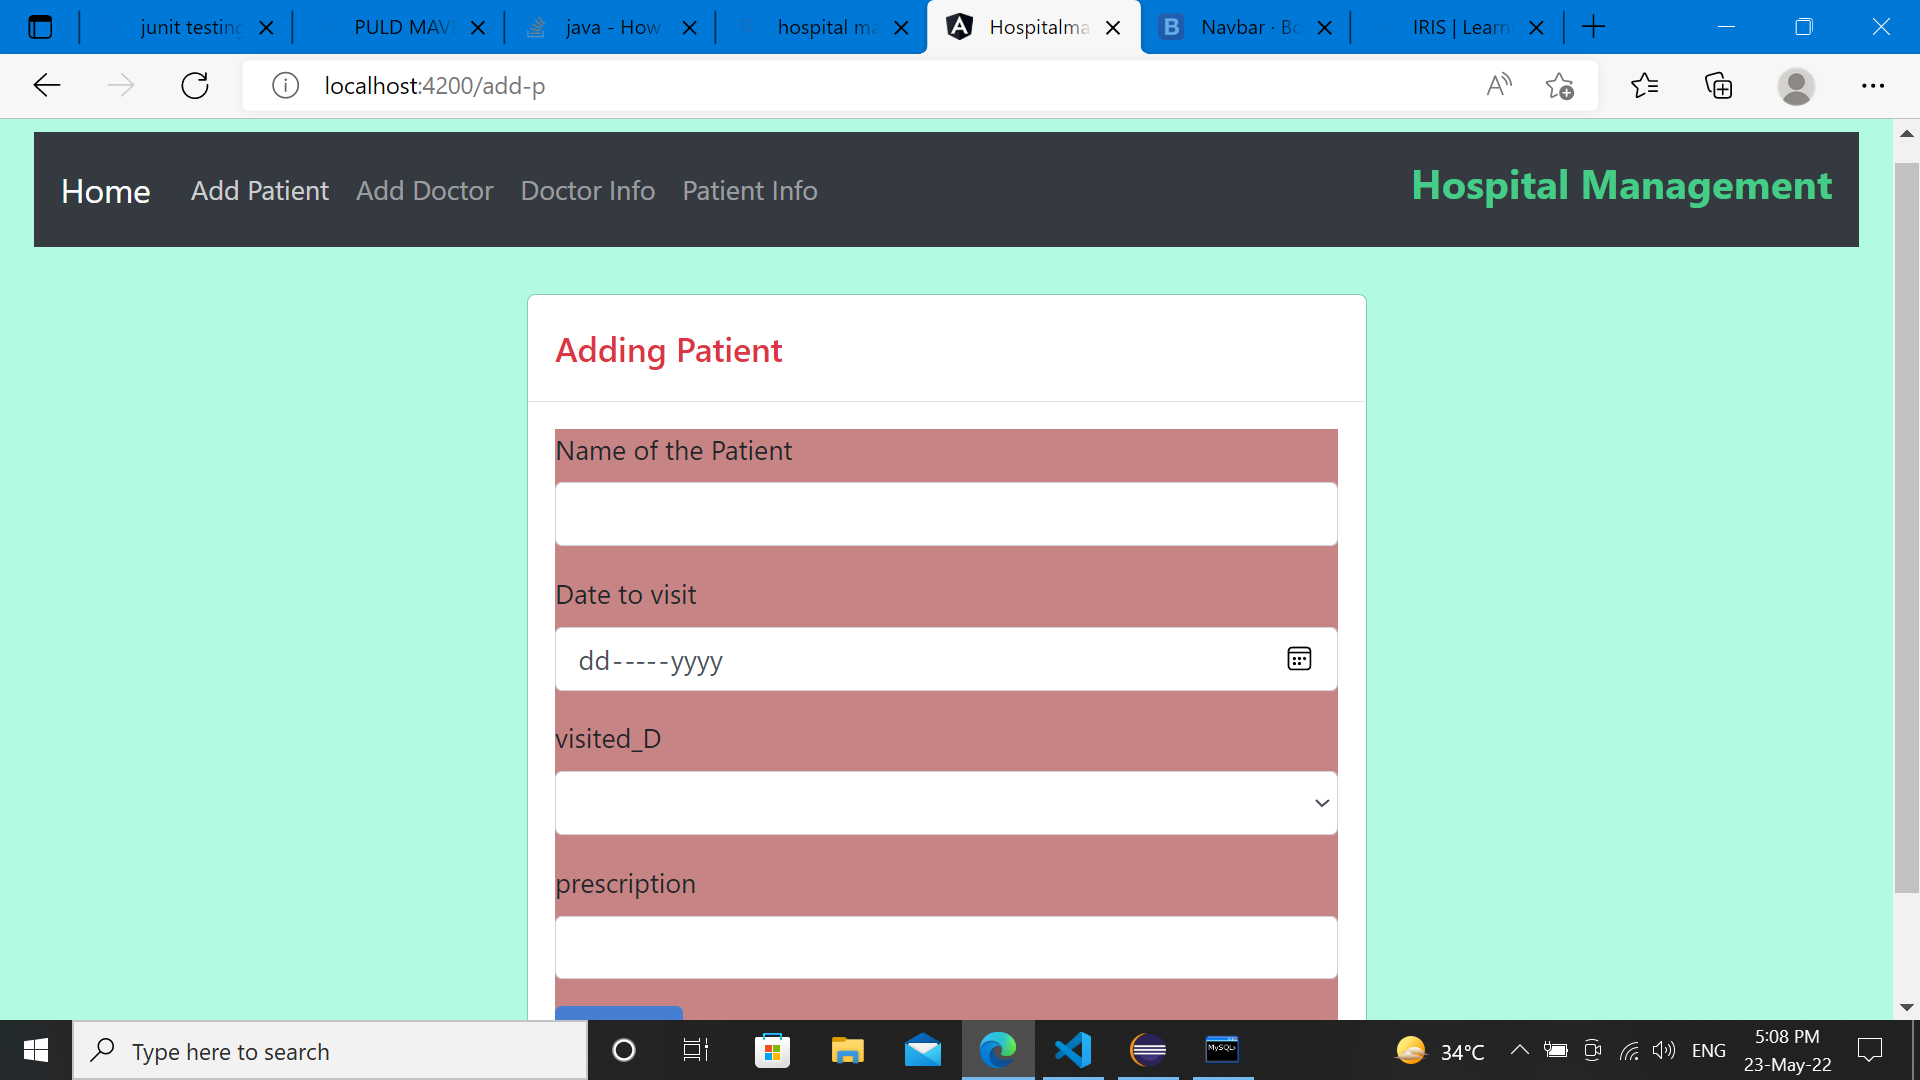 junit testing
PULD MAV
java - How
hospital ma
Hospitalma
Navbar · Bo
IRIS | Learn
localhost:4200/add-p
Home Add Patient Add Doctor Doctor Info Patient Info Hospital Management
Adding Patient
Name of the Patient
Date to visit
dd-----yyyy
visited_D
prescription
Type here to search
MySQL>
34°C
ENG
5:08 PM
23-May-22